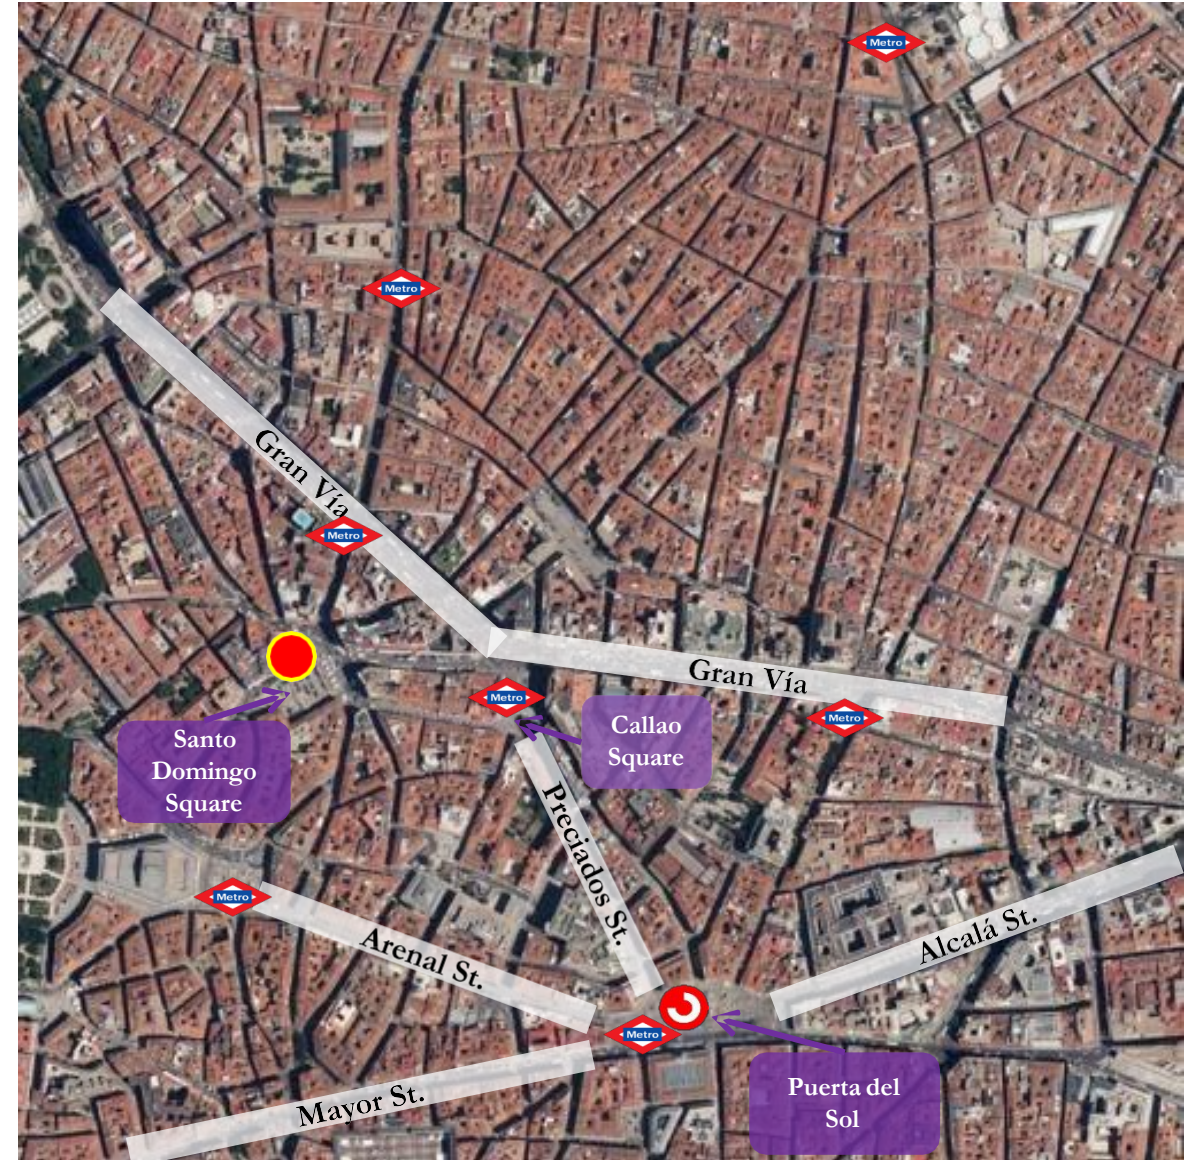 Metro
Metro
Gran Vía
Metro
Gran Vía
Metro
Metro
Callao
Square
Santo
Domingo
Square
Preciados St.
Metro
Arenal St.
Alcalá St.
Metro
Puerta del
Sol
Mayor St.